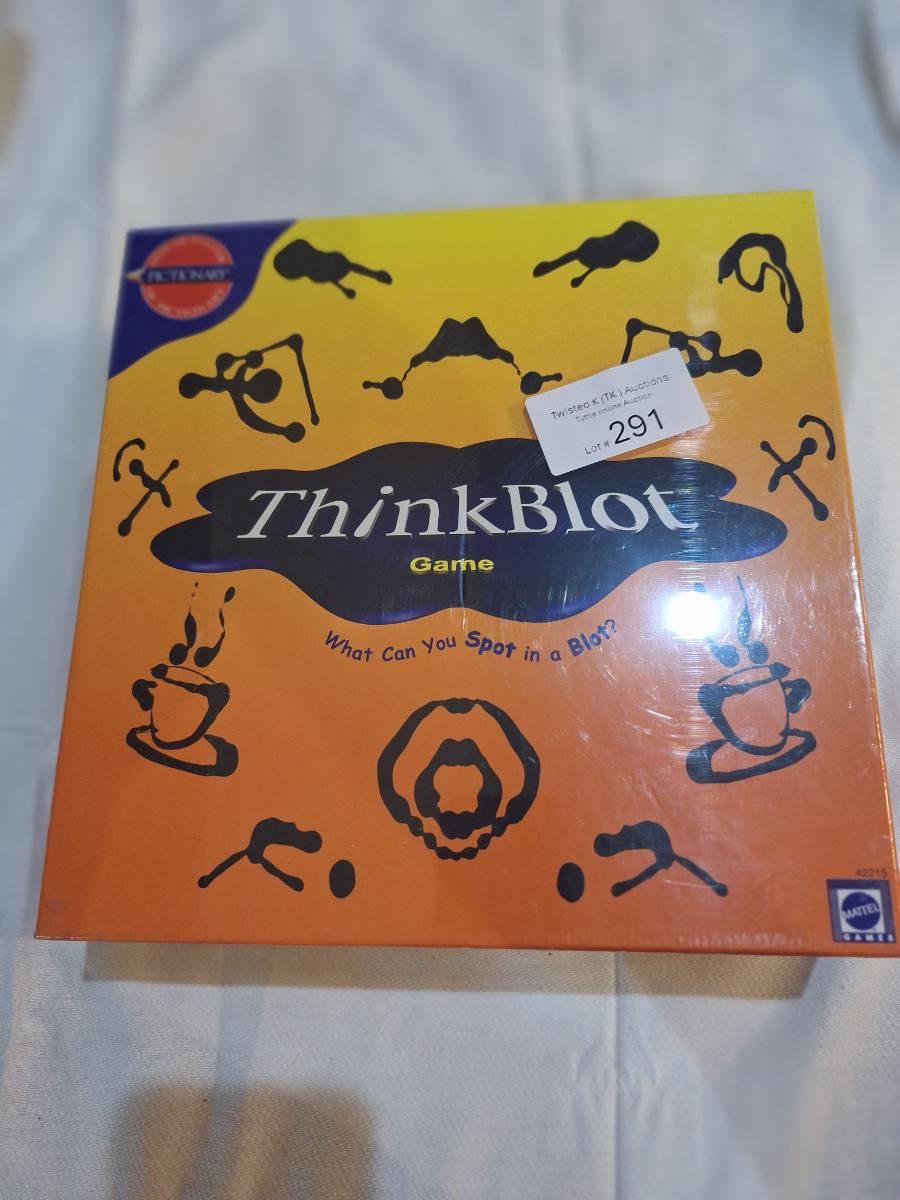 PICTIONARY
Twisted K (TK) Auctions
Tuttle online Auction
Lot # 291
ThinkBlot
Game
What Can You Spot in a Blot?
42215
MATTEL
GAMES